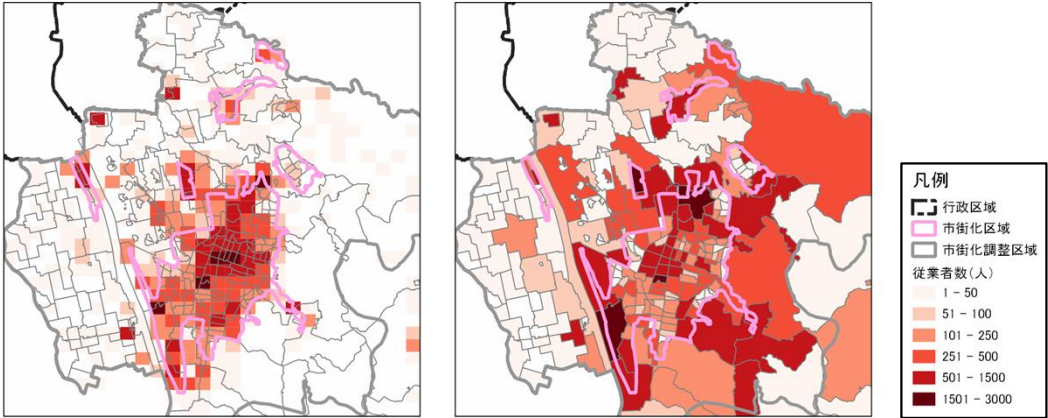 凡例
行政区域
市街化区域
市街化調整区域
従業者数(人)
1 - 50
51 - 100
101 - 250
251 - 500
501 - 1500
1501 - 3000